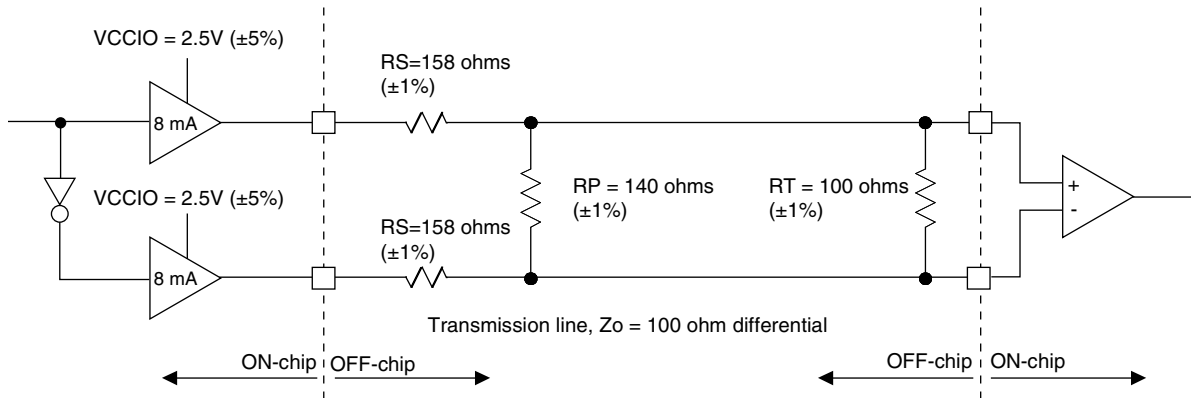 VCCIO = 2.5V (±5%)
RS=158 ohms
(±1%)
8 mA
VCCIO = 2.5V (±5%)
RP = 140 ohms
(±1%)
RT = 100 ohms
(±1%)
+
-
RS=158 ohms
(±1%)
8 mA
Transmission line, Zo = 100 ohm differential
ON-chip
OFF-chip
OFF-chip
ON-chip